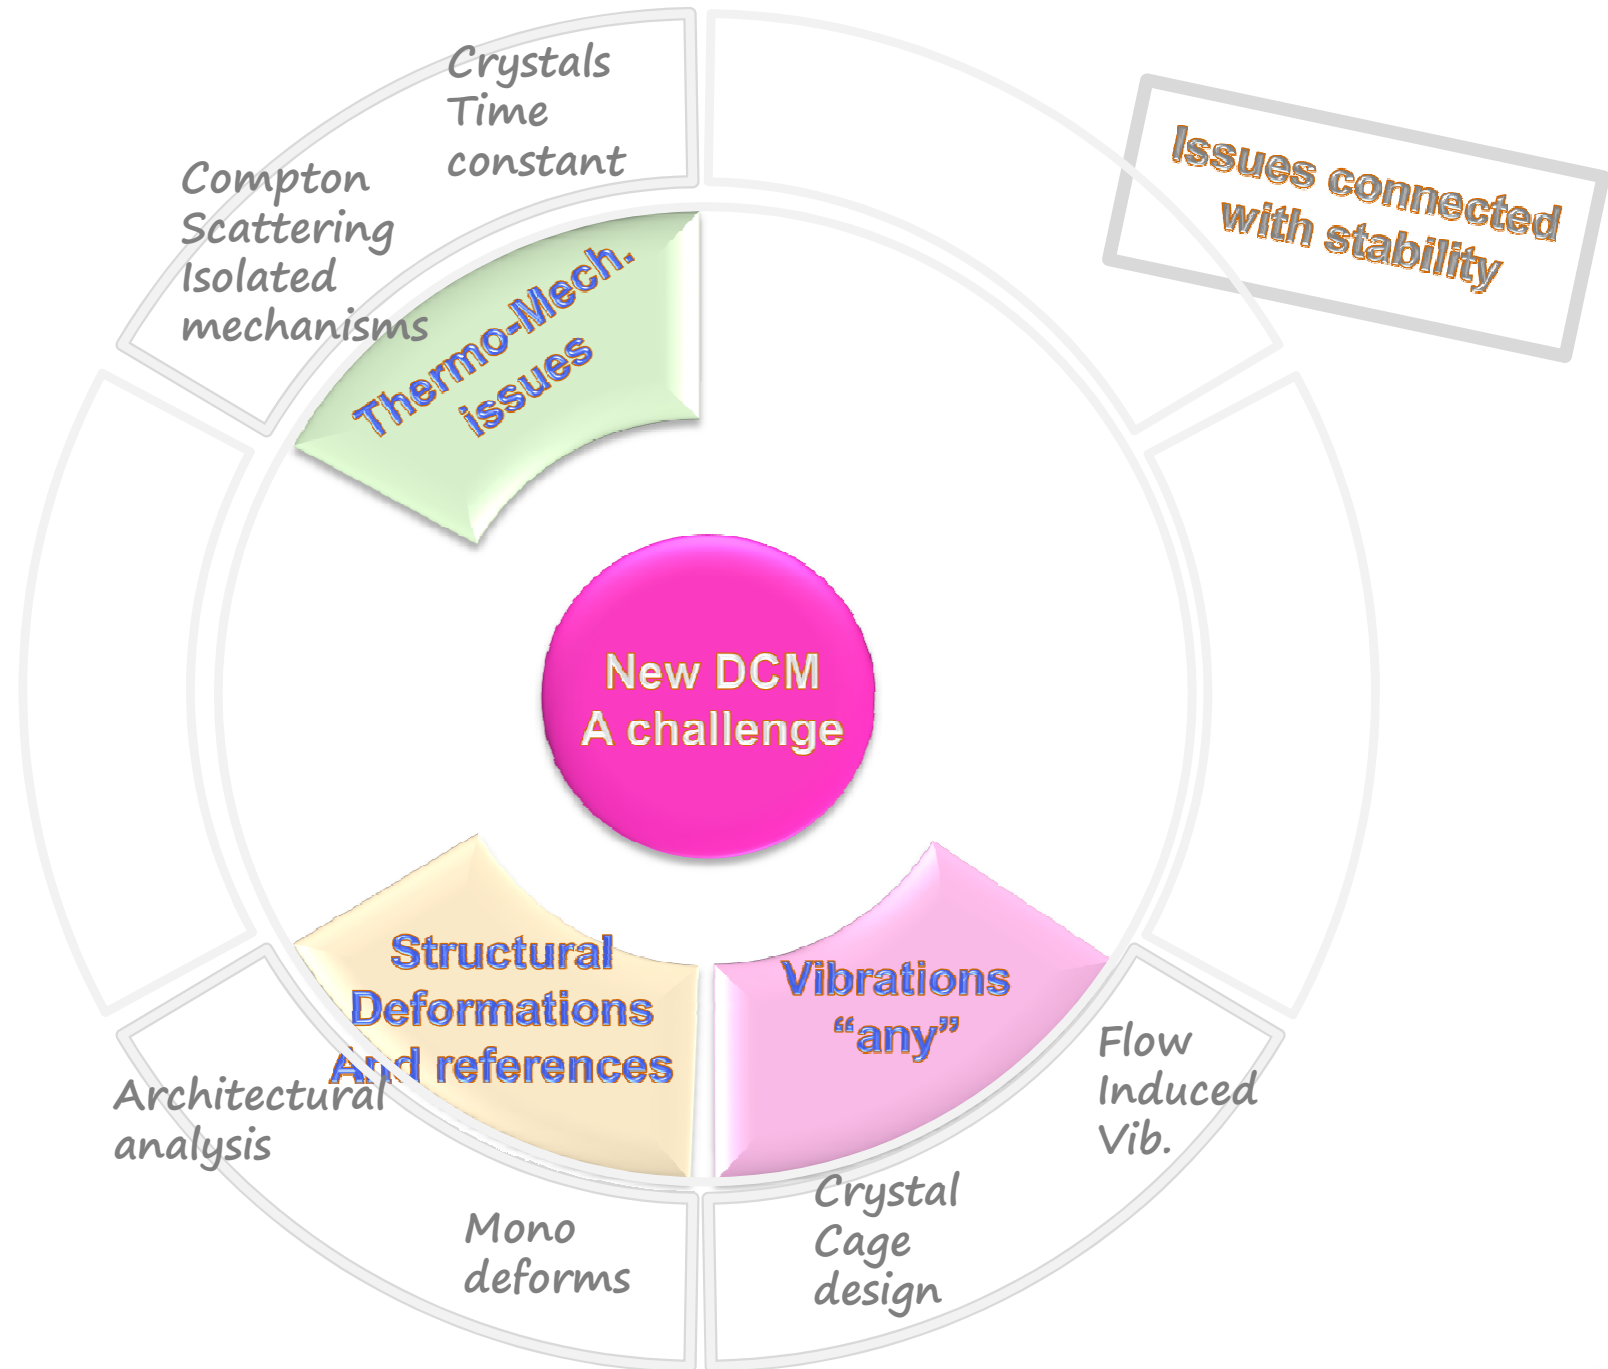 Crystals
Time
constant
Compton
Scattering
Isolated
mechanisms
Issues connected
with stability
Thermo-Mech.
issues
New DCM
A challenge
Structural
Deformations
And references
Vibrations
“any”
Architectural
analysis
Mono
deforms
Flow
Induced
Vib.
Crystal
Cage
design